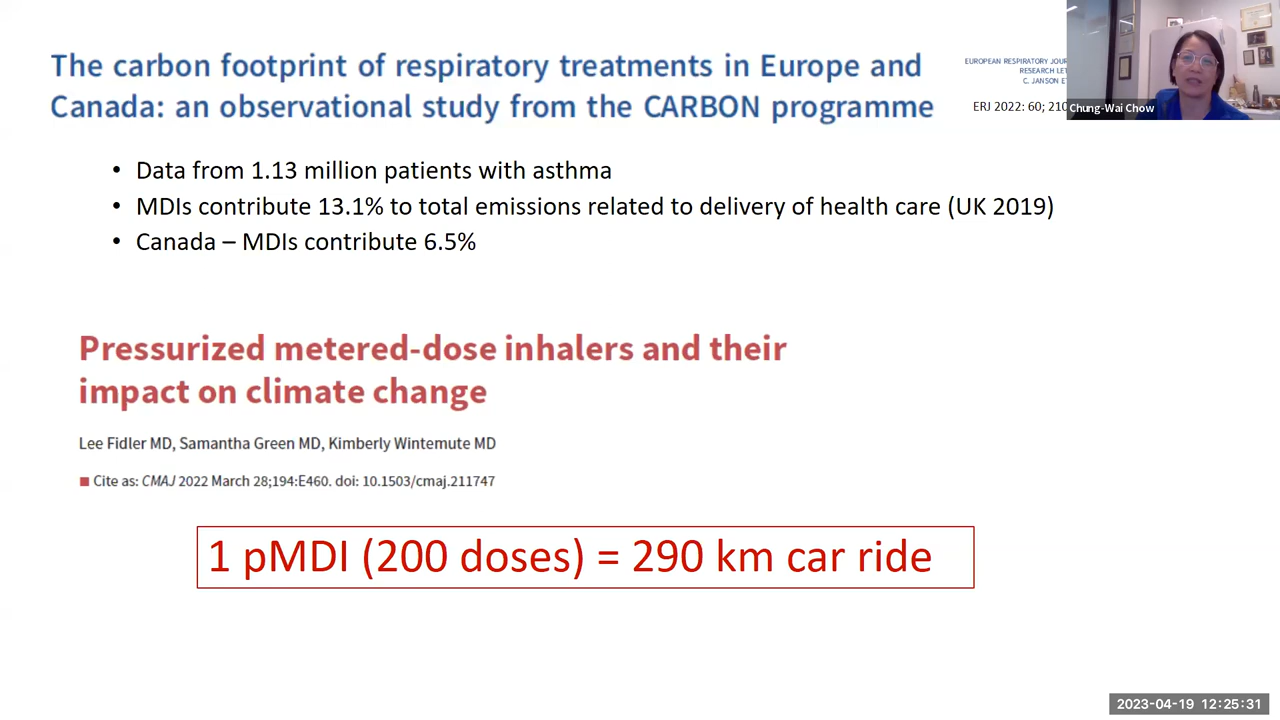 The carbon footprint of respiratory treatments in Europe and
Canada: an observational study from the CARBON programme
EUROPEAN RESPIRATORY
RESEARCH
C. JANSON
ERJ 2022: 60;
Chung-Wai Chow
• Data from 1.13 million patients with asthma
• MDIs contribute 13.1% to total emissions related to delivery of health care (UK 2019)
• Canada – MDIs contribute 6.5%
Pressurized metered-dose inhalers and their
impact on climate change
Lee Fidler MD, Samantha Green MD, Kimberly Wintemute MD
■ Cite as: CMAJ 2022 March 28;194:E460. doi: 10.1503/cmaj.211747
1 pMDI (200 doses) = 290 km car ride
2023-04-19 12:25:31